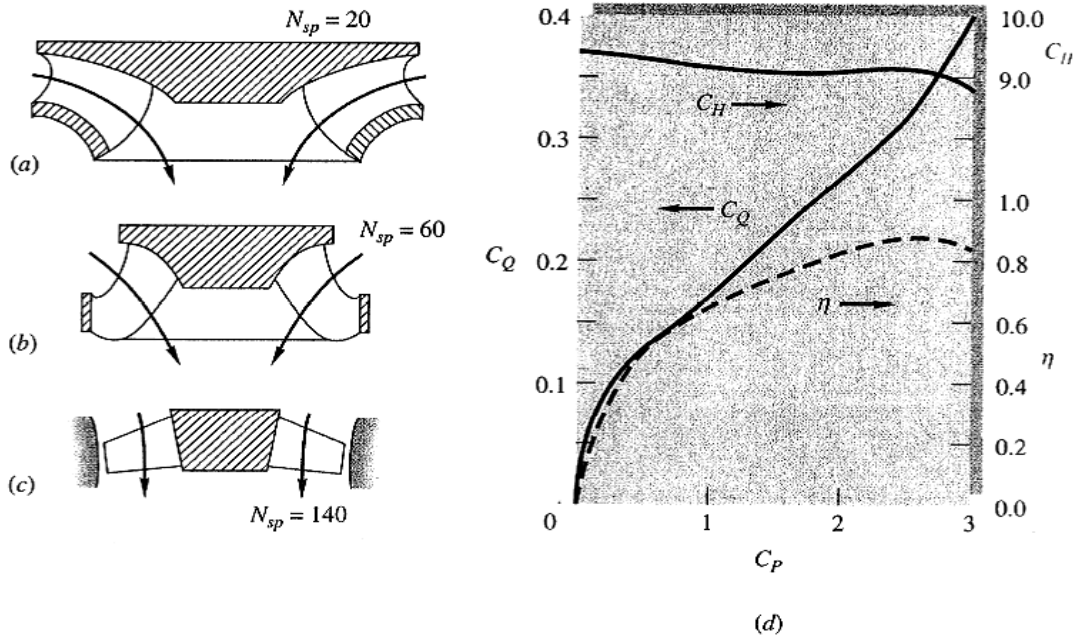 N_sp = 20
(a)
N_sp = 60
(b)
(c)
N_sp = 140
0.4
0.3
0.2
0.1
0
C_Q
C_H
C_Q
η
10.0
C_H
9.0
1.0
0.8
0.6
η
0.4
0.2
0.0
1
2
3
C_P
(d)